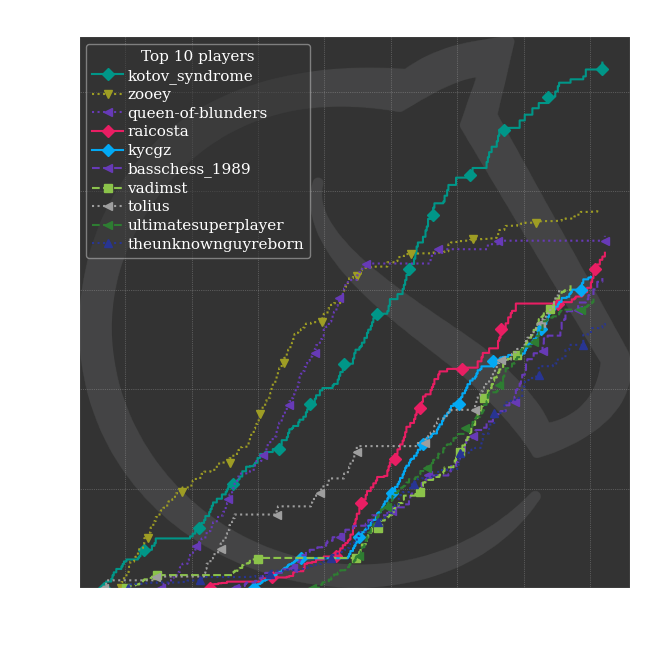 Top 10 players
kotov_syndrome
zooey
queen-of-blunders
raicosta
kycgz
basschess_1989
vadimst
tolius
ultimatesuperplayer
theunknownguyreborn